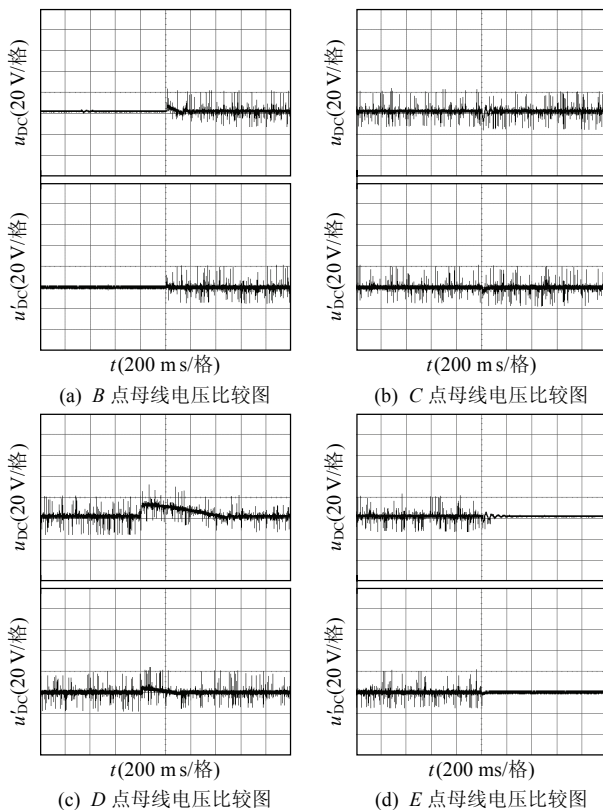 u_DC(20 V/格)
u_DC(20 V/格)
u′_DC(20 V/格)
u′_DC(20 V/格)
t(200 ms/格)
t(200 ms/格)
(a) B 点母线电压比较图
(b) C 点母线电压比较图
u_DC(20 V/格)
u_DC(20 V/格)
u′_DC(20 V/格)
u′_DC(20 V/格)
t(200 ms/格)
t(200 ms/格)
(c) D 点母线电压比较图
(d) E 点母线电压比较图